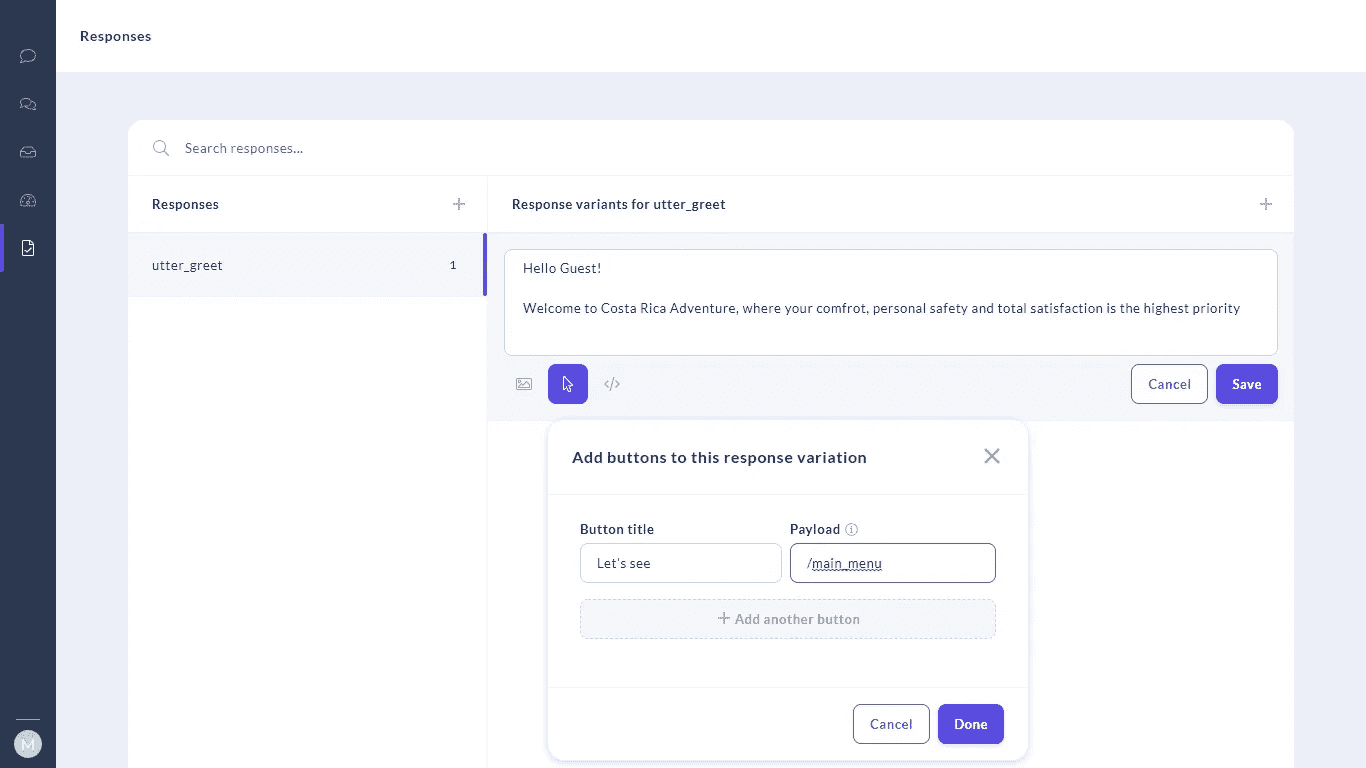 Responses
Search responses...
Responses
Response variants for utter_greet
utter_greet
1
Hello Guest!
Welcome to Costa Rica Adventure, where your comfrot, personal safety and total satisfaction is the highest priority
</>
Cancel
Save
Add buttons to this response variation
Button title
Payload
Let's see
/main_menu
Add another button
Cancel
Done
M